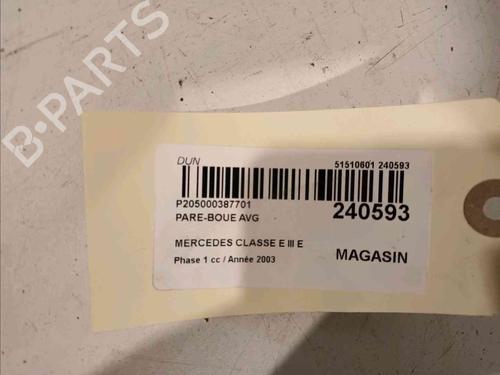 B-PARTS
DUN
51510601 240593
P205000387701
PARE-BOUE AVG
240593
MERCEDES CLASSE E III E
Phase 1 cc / Année 2003
MAGASIN